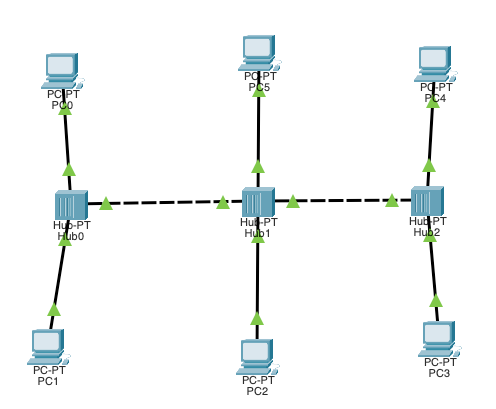 PC-PT
PC0
PC-PT
PC5
PC-PT
PC4
Hub-PT
Hub0
Hub-PT
Hub1
Hub-PT
Hub2
PC-PT
PC1
PC-PT
PC2
PC-PT
PC3